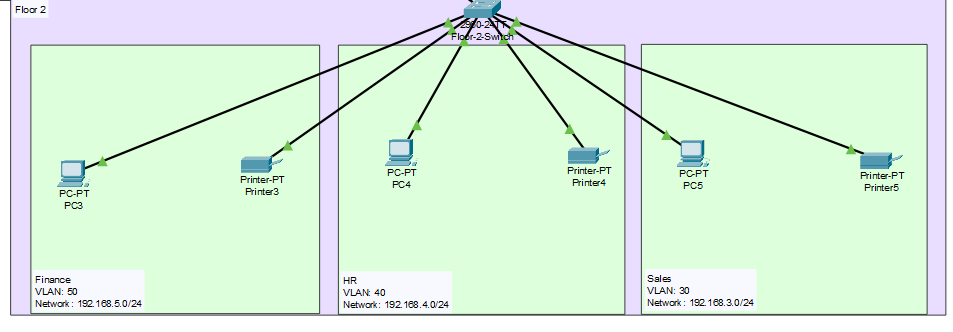 Floor 2
2960-24TT
Floor-2-Switch
PC-PT
PC3
Printer-PT
Printer3
PC-PT
PC4
Printer-PT
Printer4
PC-PT
PC5
Printer-PT
Printer5
Finance
VLAN: 50
Network : 192.168.5.0/24
HR
VLAN: 40
Network : 192.168.4.0/24
Sales
VLAN: 30
Network : 192.168.3.0/24